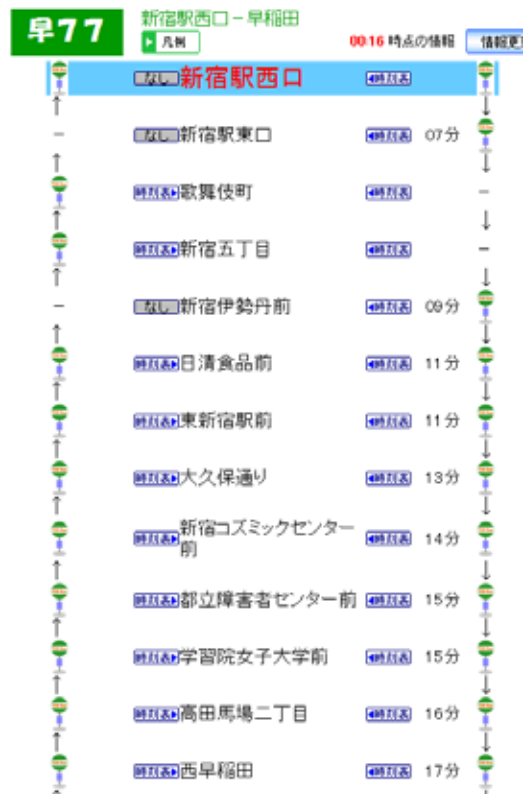 早77
新宿駅西口－早稲田
凡例
00:16 時点の情報
情報更
なし 新宿駅西口 時刻表
なし 新宿駅東口 時刻表 07分
時刻表 歌舞伎町 時刻表
時刻表 新宿五丁目 時刻表
なし 新宿伊勢丹前 時刻表 09分
時刻表 日清食品前 時刻表 11分
時刻表 東新宿駅前 時刻表 11分
時刻表 大久保通り 時刻表 13分
時刻表 新宿コズミックセンター
前 時刻表 14分
時刻表 都立障害者センター前 時刻表 15分
時刻表 学習院女子大学前 時刻表 15分
時刻表 高田馬場二丁目 時刻表 16分
時刻表 西早稲田 時刻表 17分